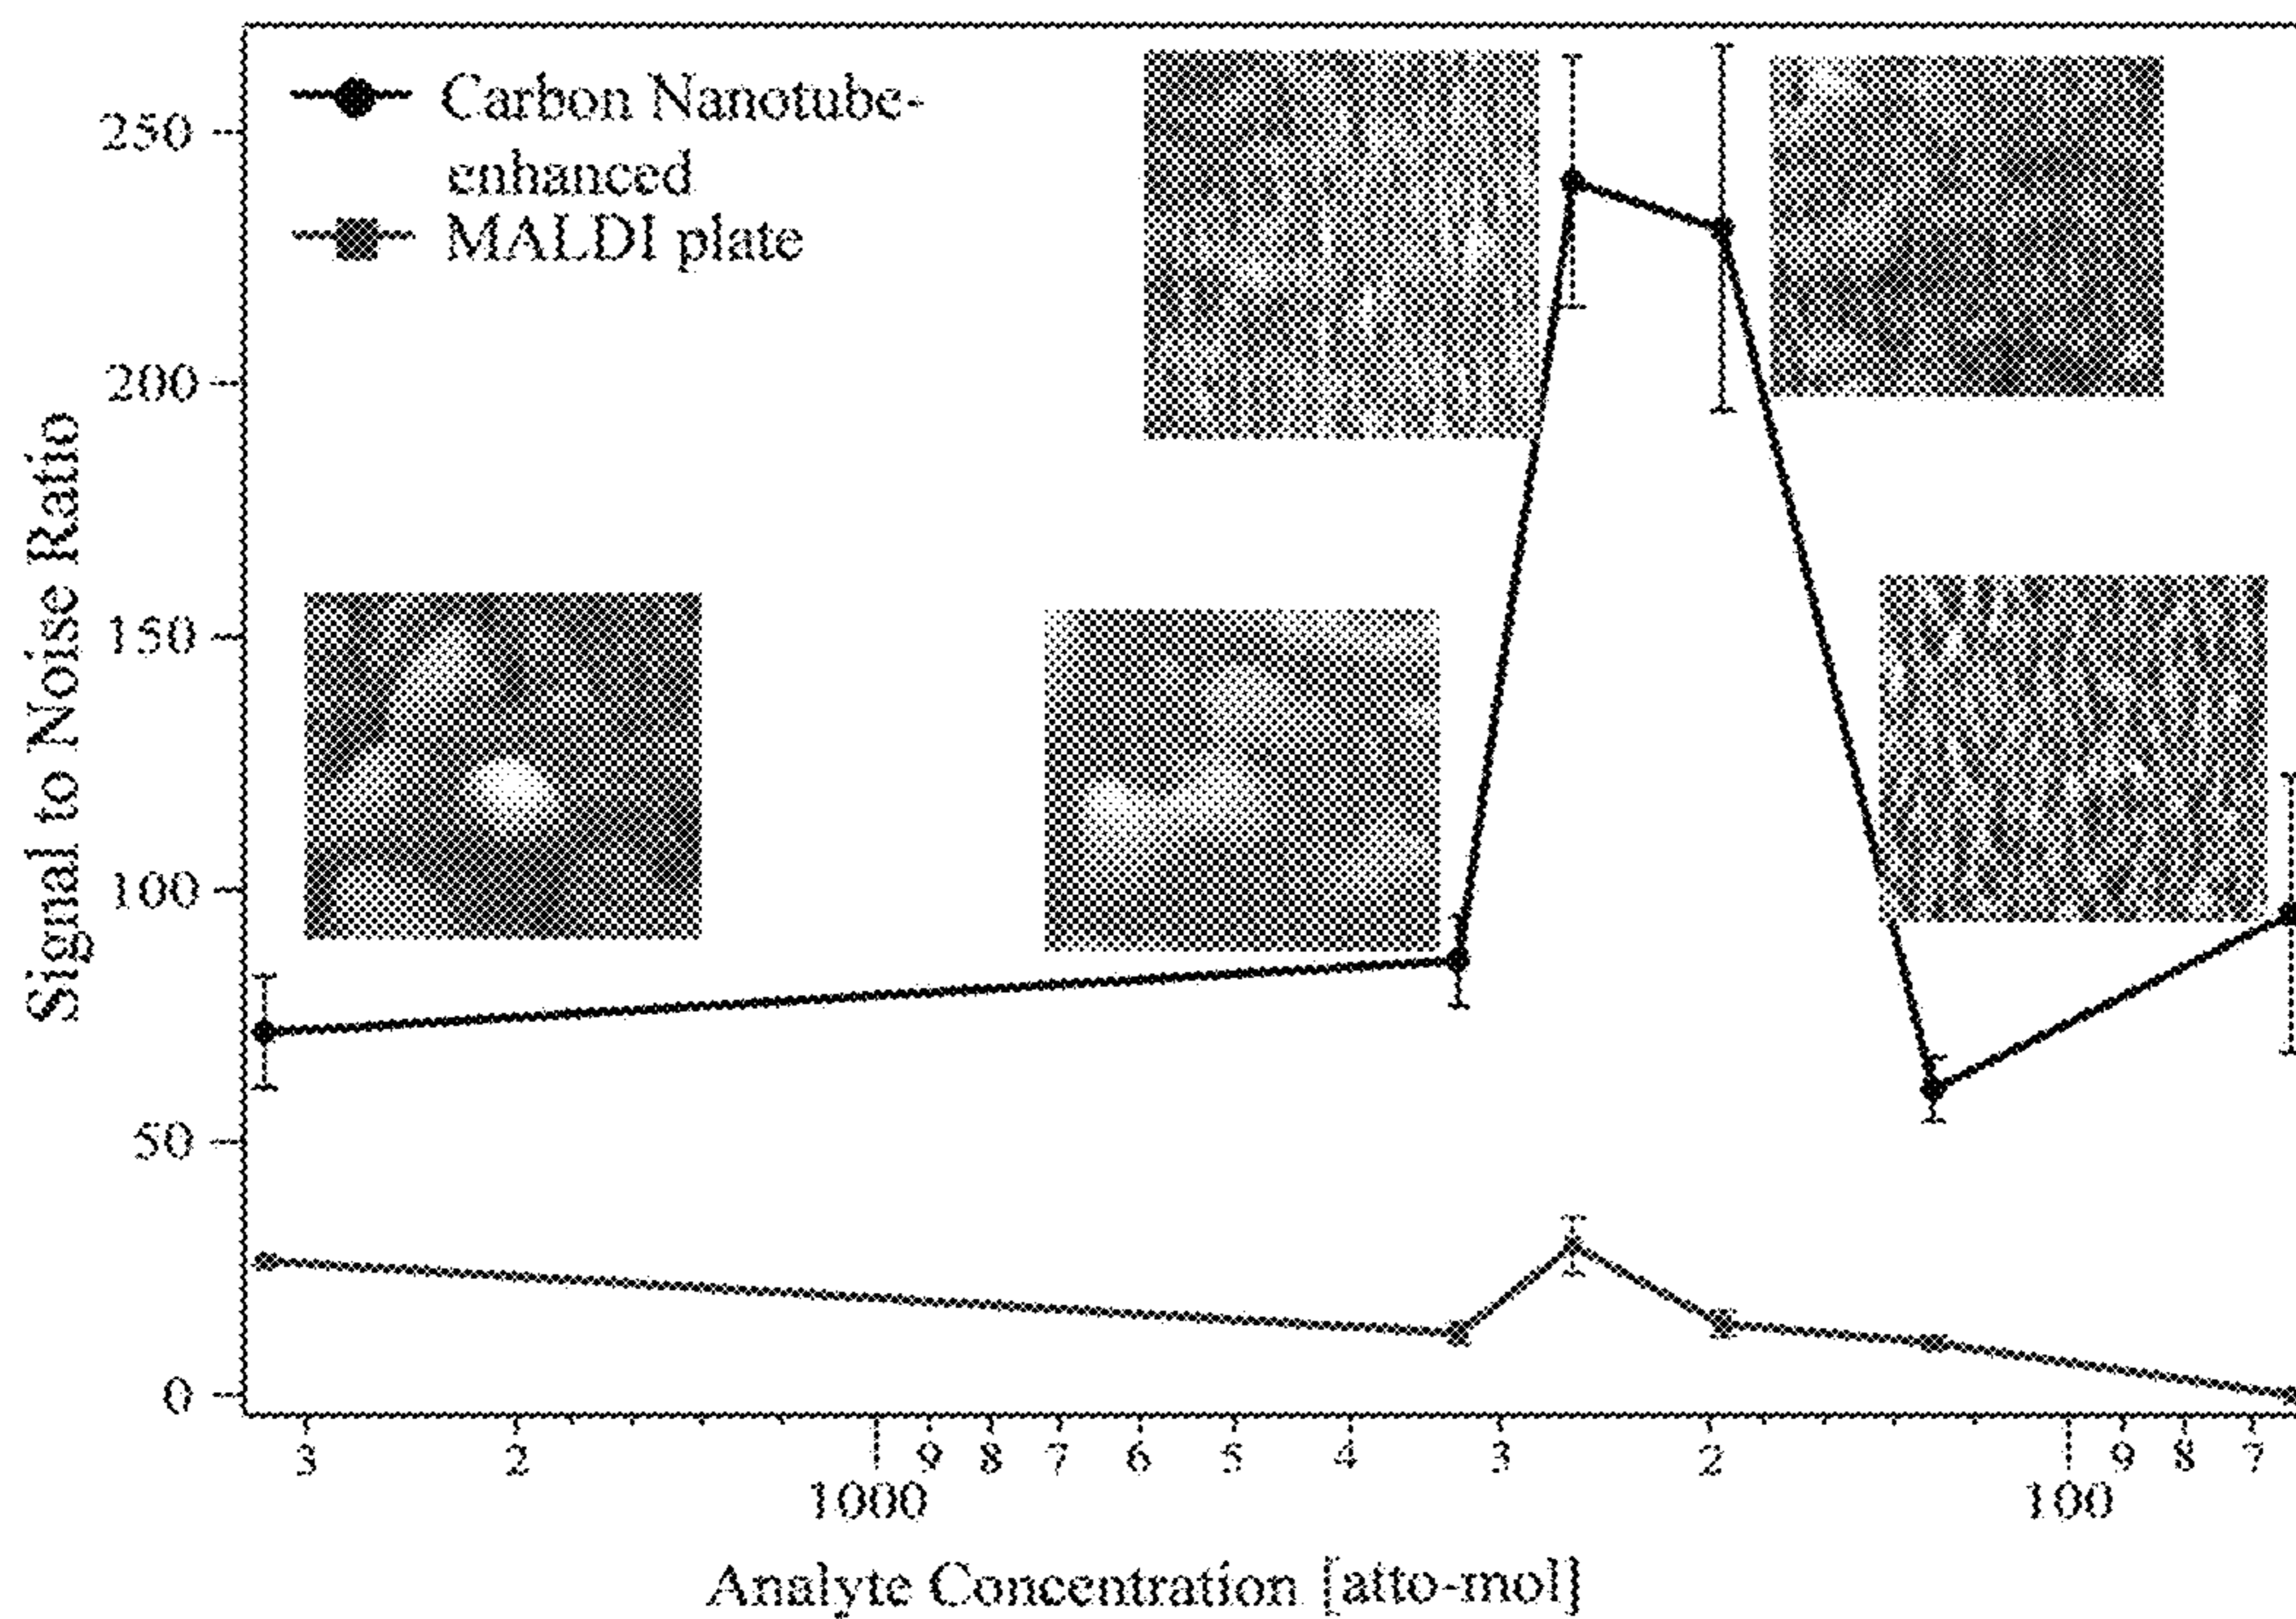 Carbon Nanotube-
enhanced
MALDI plate
250
200
150
100
50
0
Signal to Noise Ratio
3 2 9 8 7 6 5 4 3 2 9 8 7
1000 100
Analyte Concentration [atto-mol]